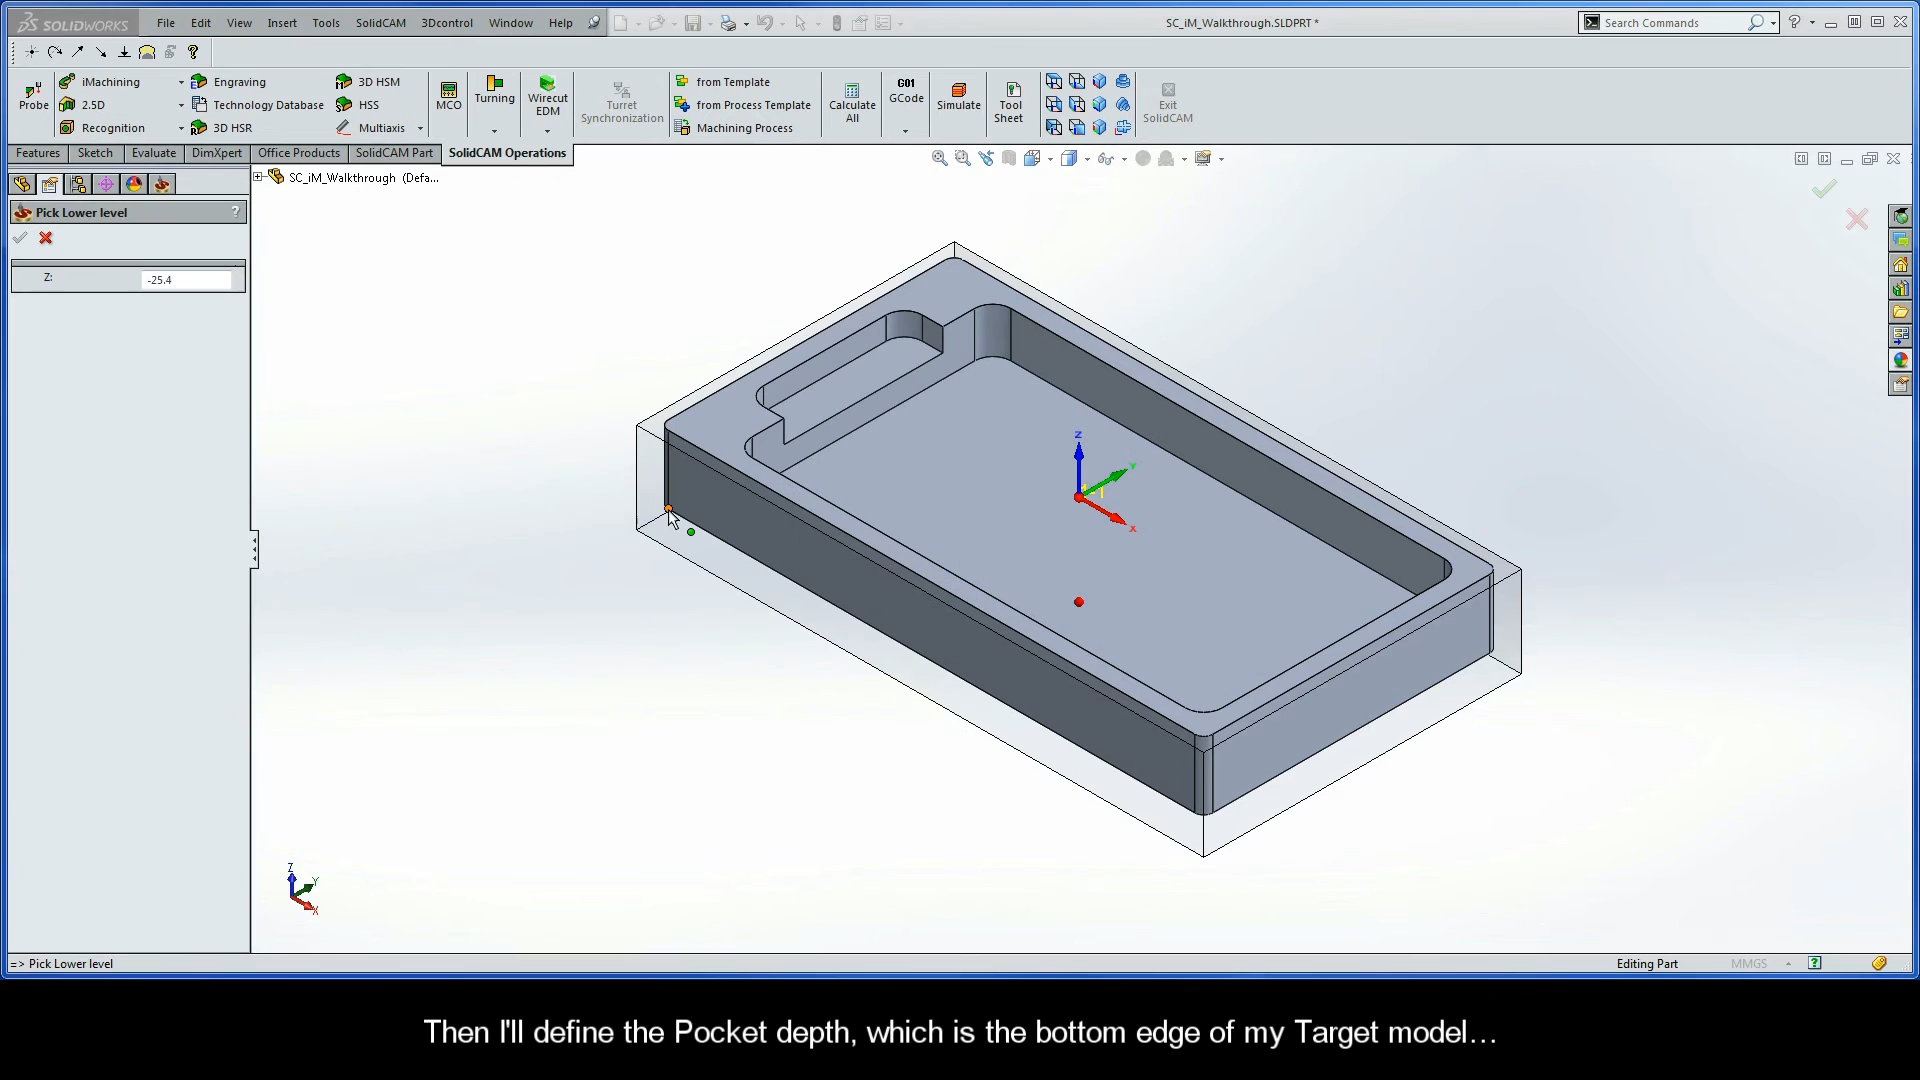 SOLIDWORKS File Edit View Insert Tools SolidCAM 3Dcontrol Window Help SC_iM_Walkthrough.SLDPRT * Search Commands
Probe iMachining Engraving 3D HSM MCO Turning Wirecut EDM Turret Synchronization from Template Calculate All G01 GCode Simulate Tool Sheet Exit SolidCAM
2.5D Technology Database HSS from Process Template
Recognition 3D HSR Multiaxis Machining Process
Features Sketch Evaluate DimXpert Office Products SolidCAM Part SolidCAM Operations
SC_iM_Walkthrough (Defa...
Pick Lower level ?
Z: -25.4
Z
Y
X
Z
Y
X
=> Pick Lower level Editing Part MMGS
Then I'll define the Pocket depth, which is the bottom edge of my Target model...